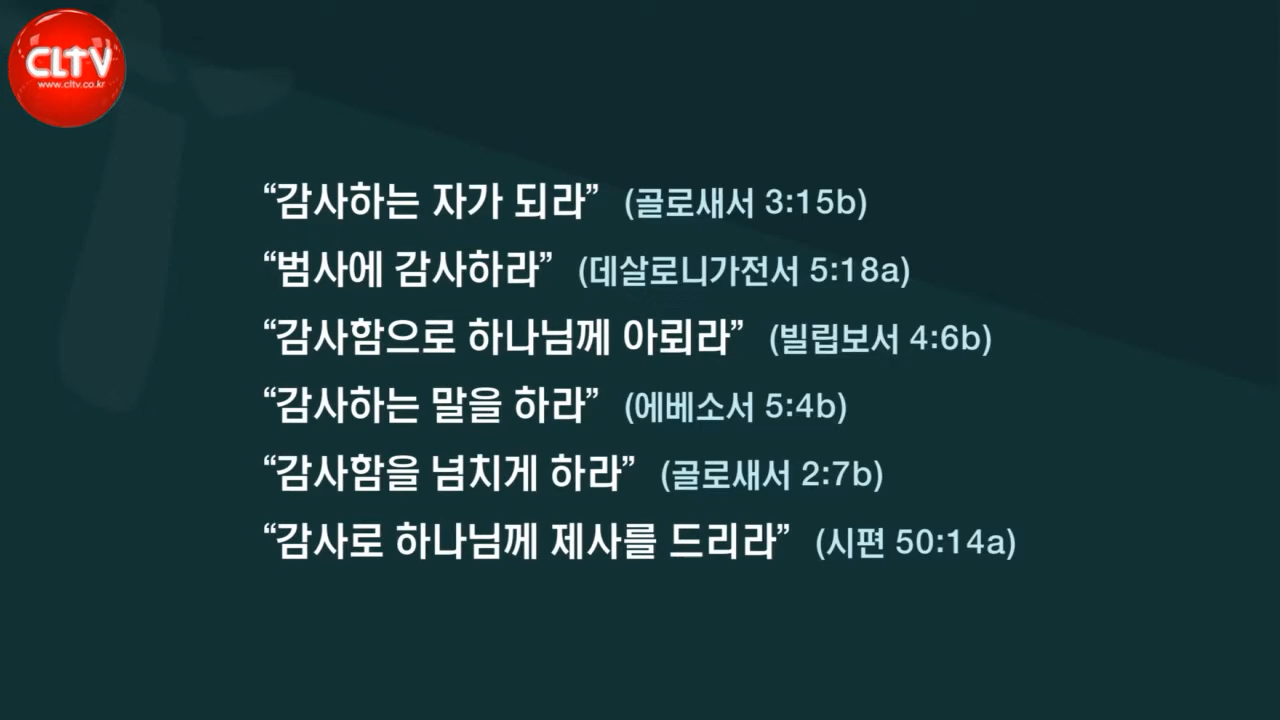 CLTV
www.cltv.co.kr
“감사하는 자가 되라” (골로새서 3:15b)
“범사에 감사하라” (데살로니가전서 5:18a)
“감사함으로 하나님께 아뢰라” (빌립보서 4:6b)
“감사하는 말을 하라” (에베소서 5:4b)
“감사함을 넘치게 하라” (골로새서 2:7b)
“감사로 하나님께 제사를 드리라” (시편 50:14a)